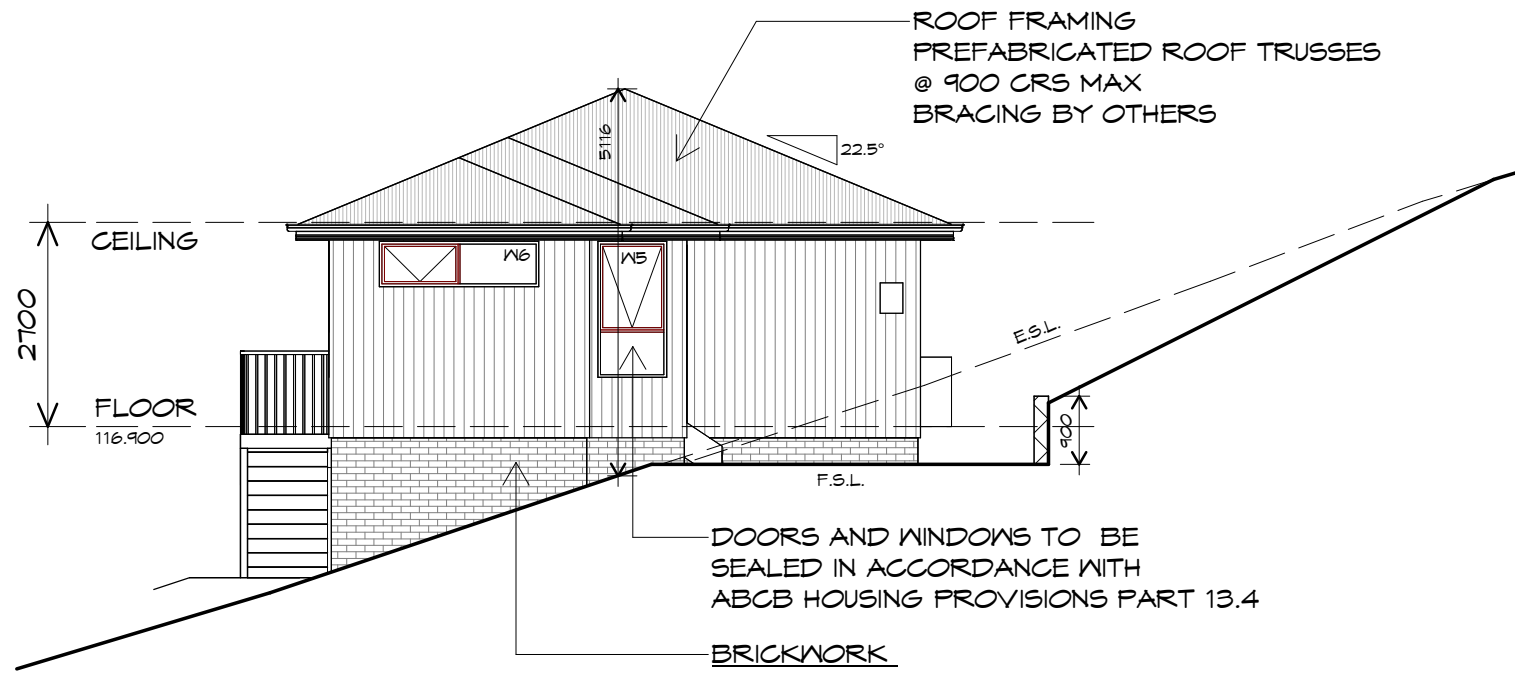 ROOF FRAMING
PREFABRICATED ROOF TRUSSES
@ 900 CRS MAX
BRACING BY OTHERS
5116
22.5°
CEILING
W6
W5
2700
E.S.L.
FLOOR
116.900
900
F.S.L.
DOORS AND WINDOWS TO BE
SEALED IN ACCORDANCE WITH
ABCB HOUSING PROVISIONS PART 13.4
BRICKWORK